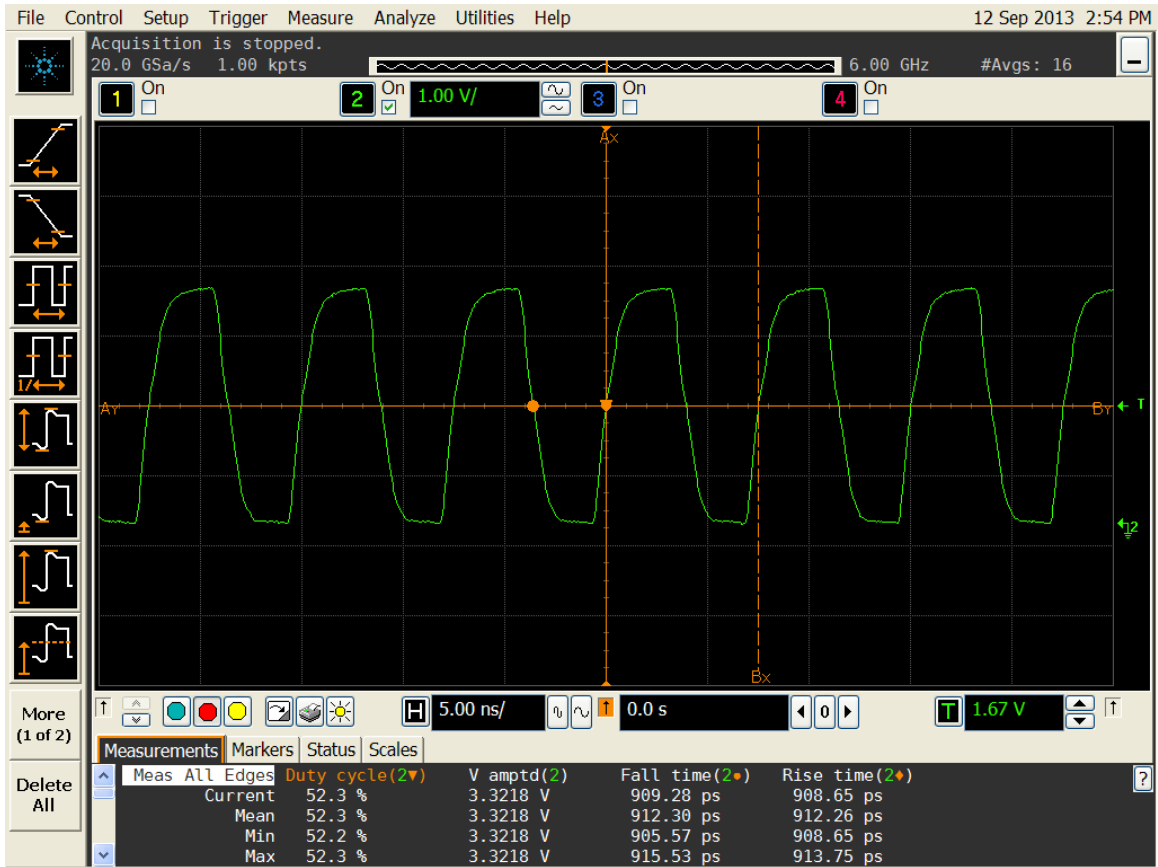 File Control Setup Trigger Measure Analyze Utilities Help 12 Sep 2013 2:54 PM
Acquisition is stopped.
20.0 GSa/s 1.00 kpts 6.00 GHz #Avgs: 16
1 On 2 On 1.00 V/ 3 On 4 On
Ax
1/
AY BY T
2
Bx
More
(1 of 2)
Delete
All
H 5.00 ns/ 0.0 s 0 T 1.67 V
Measurements Markers Status Scales
Meas All Edges Duty cycle(2▼) V amptd(2) Fall time(2●) Rise time(2♦) ?
Current 52.3 % 3.3218 V 909.28 ps 908.65 ps
Mean 52.3 % 3.3218 V 912.30 ps 912.26 ps
Min 52.2 % 3.3218 V 905.57 ps 908.65 ps
Max 52.3 % 3.3218 V 915.53 ps 913.75 ps